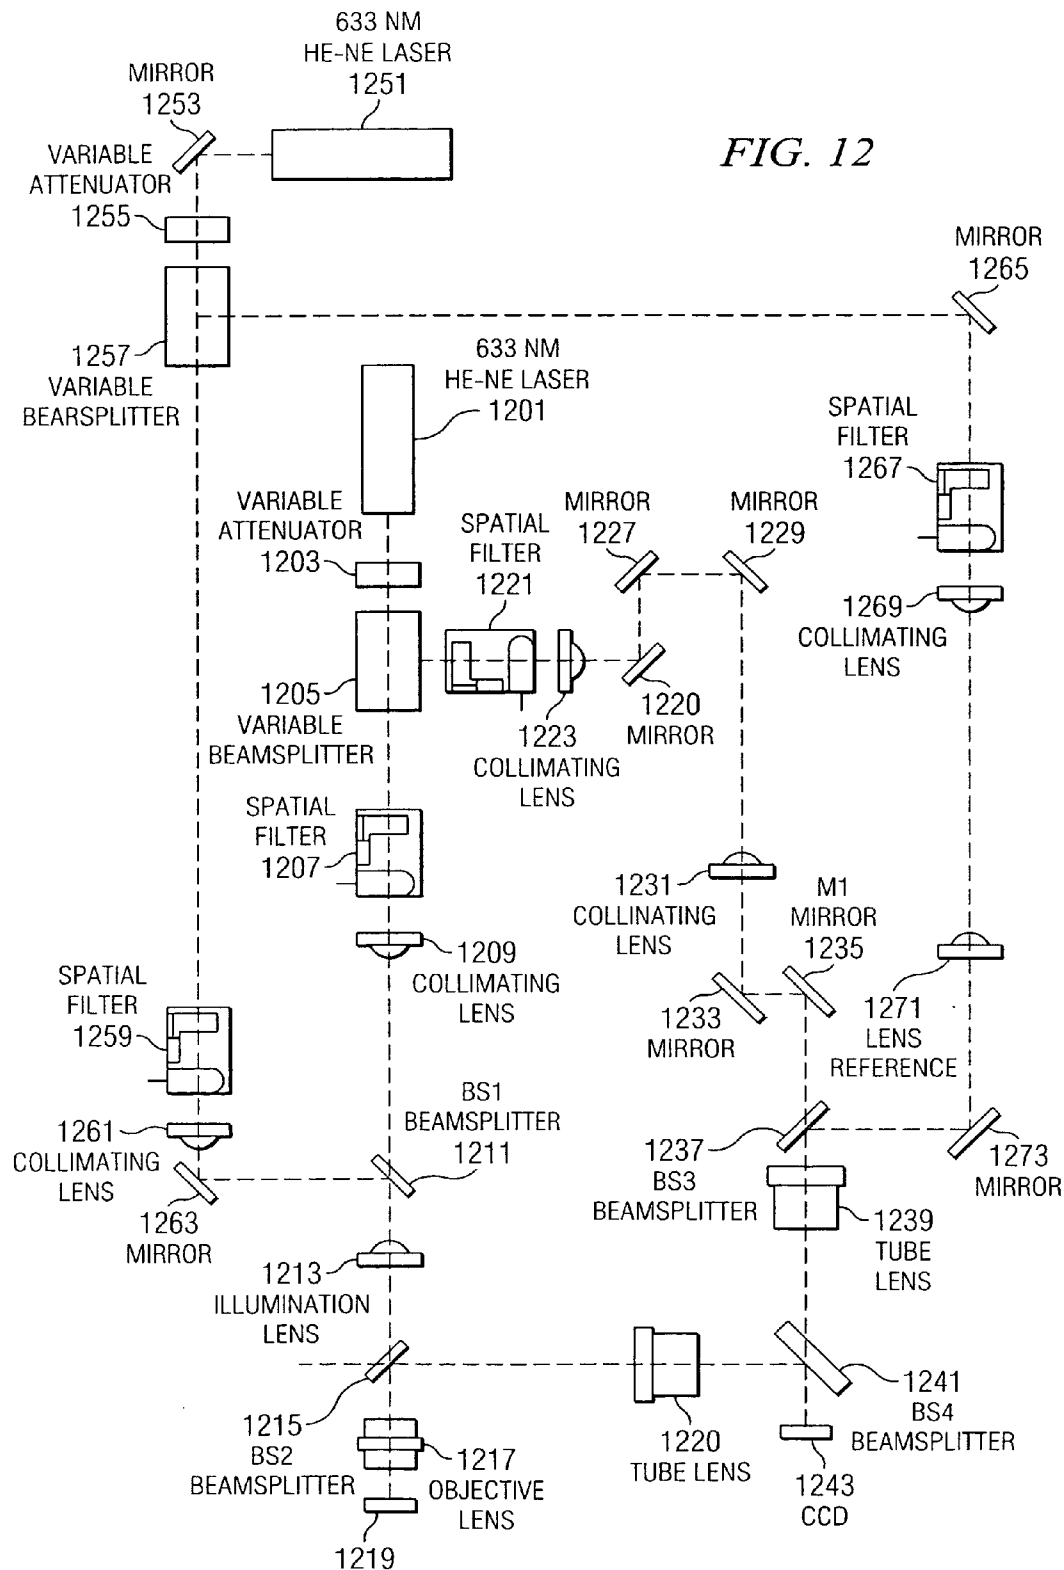 633 NM
HE-NE LASER
1251
MIRROR
1253
FIG. 12
VARIABLE
ATTENUATOR
1255
MIRROR
1265
1257
VARIABLE
BEARSPLITTER
633 NM
HE-NE LASER
1201
SPATIAL
FILTER
1267
VARIABLE
ATTENUATOR
1203
SPATIAL
FILTER
1221
MIRROR
1227
MIRROR
1229
1269
COLLIMATING
LENS
1205
VARIABLE
BEAMSPLITTER
1223
COLLIMATING
LENS
1220
MIRROR
SPATIAL
FILTER
1207
1231
COLLINATING
LENS
M1
MIRROR
1235
1209
COLLIMATING
LENS
SPATIAL
FILTER
1259
1233
MIRROR
1271
LENS
REFERENCE
BS1
BEAMSPLITTER
1211
1261
COLLIMATING
LENS
1263
MIRROR
1237
BS3
BEAMSPLITTER
1273
MIRROR
1239
TUBE
LENS
1213
ILLUMINATION
LENS
1215
BS2
BEAMSPLITTER
1217
OBJECTIVE
LENS
1219
1220
TUBE LENS
1241
BS4
BEAMSPLITTER
1243
CCD